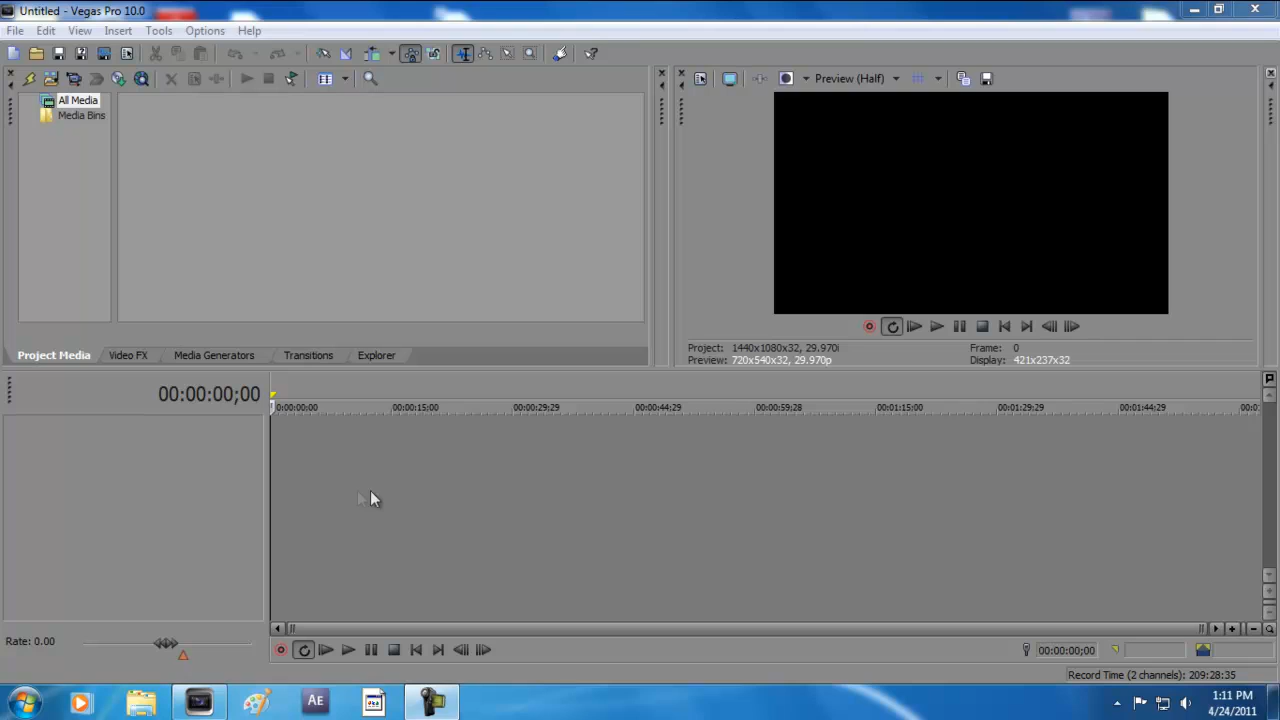 Untitled - Vegas Pro 10.0
File Edit View Insert Tools Options Help
Preview (Half)
All Media
Media Bins
Project: 1440x1080x32, 29.970i Frame: 0
Preview: 720x540x32, 29.970p Display: 421x237x32
Project Media Video FX Media Generators Transitions Explorer
00:00:00;00
0:00:00:00 00:00:15:00 00:00:29;29 00:00:44;29 00:00:59;28 00:01:15:00 00:01:29;29 00:01:44;29
Rate: 0.00
00:00:00;00
Record Time (2 channels): 209:28:35
AE
1:11 PM
4/24/2011